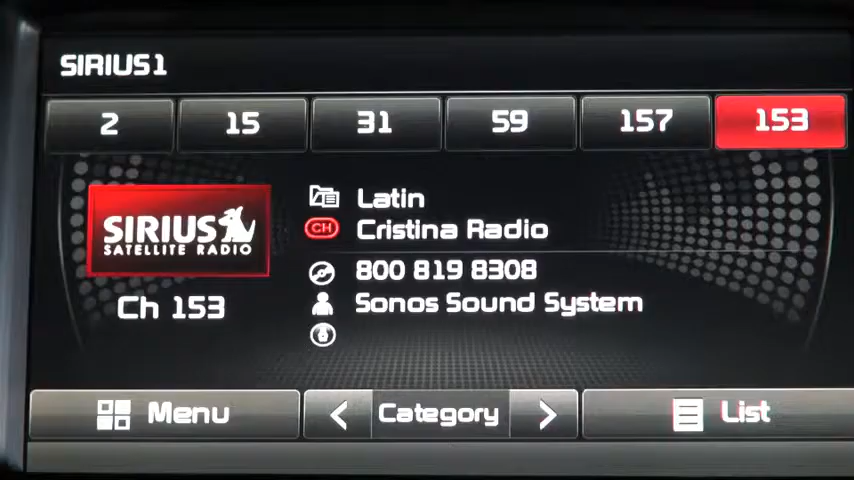 SIRIUS1
2 15 31 59 157 153
SIRIUS
SATELLITE RADIO
Ch 153
Latin
CH Cristina Radio
800 819 8308
Sonos Sound System
Menu < Category > List